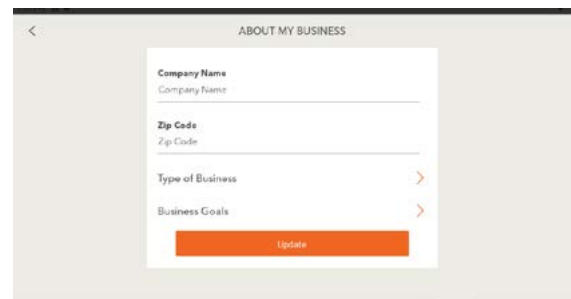 ABOUT MY BUSINESS
Company Name
Company Name
Zip Code
Zip Code
Type of Business
Business Goals
Update